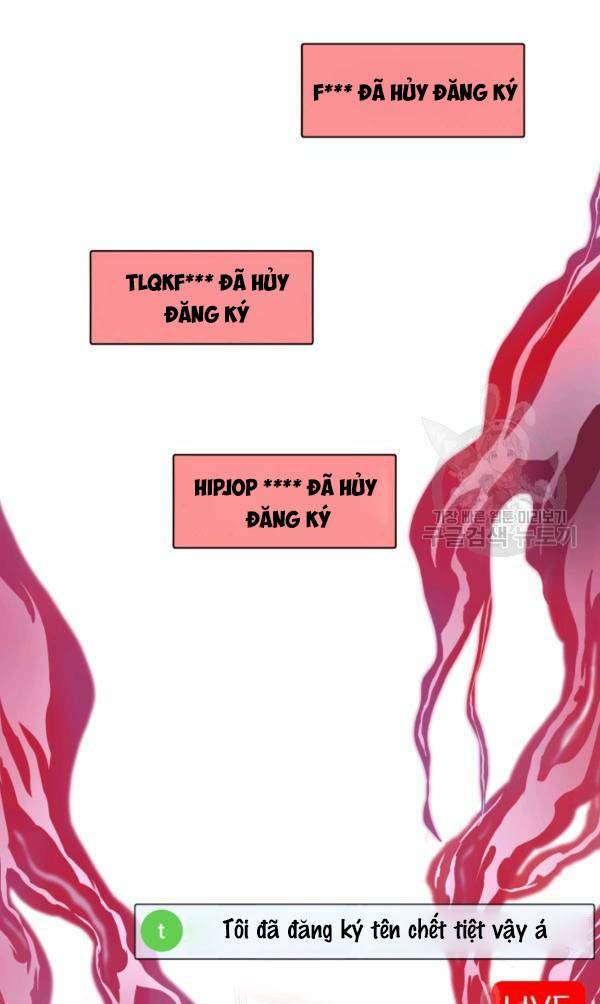 F*** ĐÃ HỦY ĐĂNG KÝ
TLQKF*** ĐÃ HỦY
ĐĂNG KÝ
HIPJOP **** ĐÃ HỦY
ĐĂNG KÝ
가장 빠른 웹툰 미리보기
구글검색 뉴토끼
t
Tôi đã đăng ký tên chết tiệt vậy á
LIVE